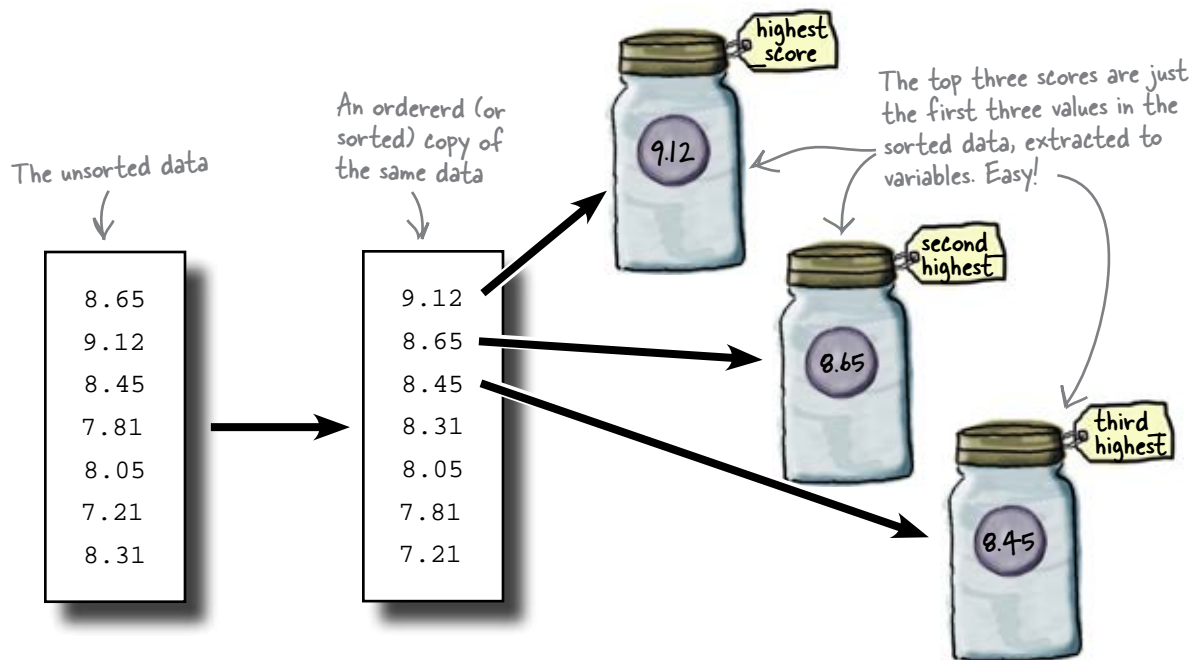 The unsorted data
8.65
9.12
8.45
7.81
8.05
7.21
8.31
An ordererd (or
sorted) copy of
the same data
9.12
8.65
8.45
8.31
8.05
7.81
7.21
highest
_score
9.12
The top three scores are just
the first three values in the
sorted data, extracted to
variables. Easy!
second_
highest
8.65
third_
highest
8.45